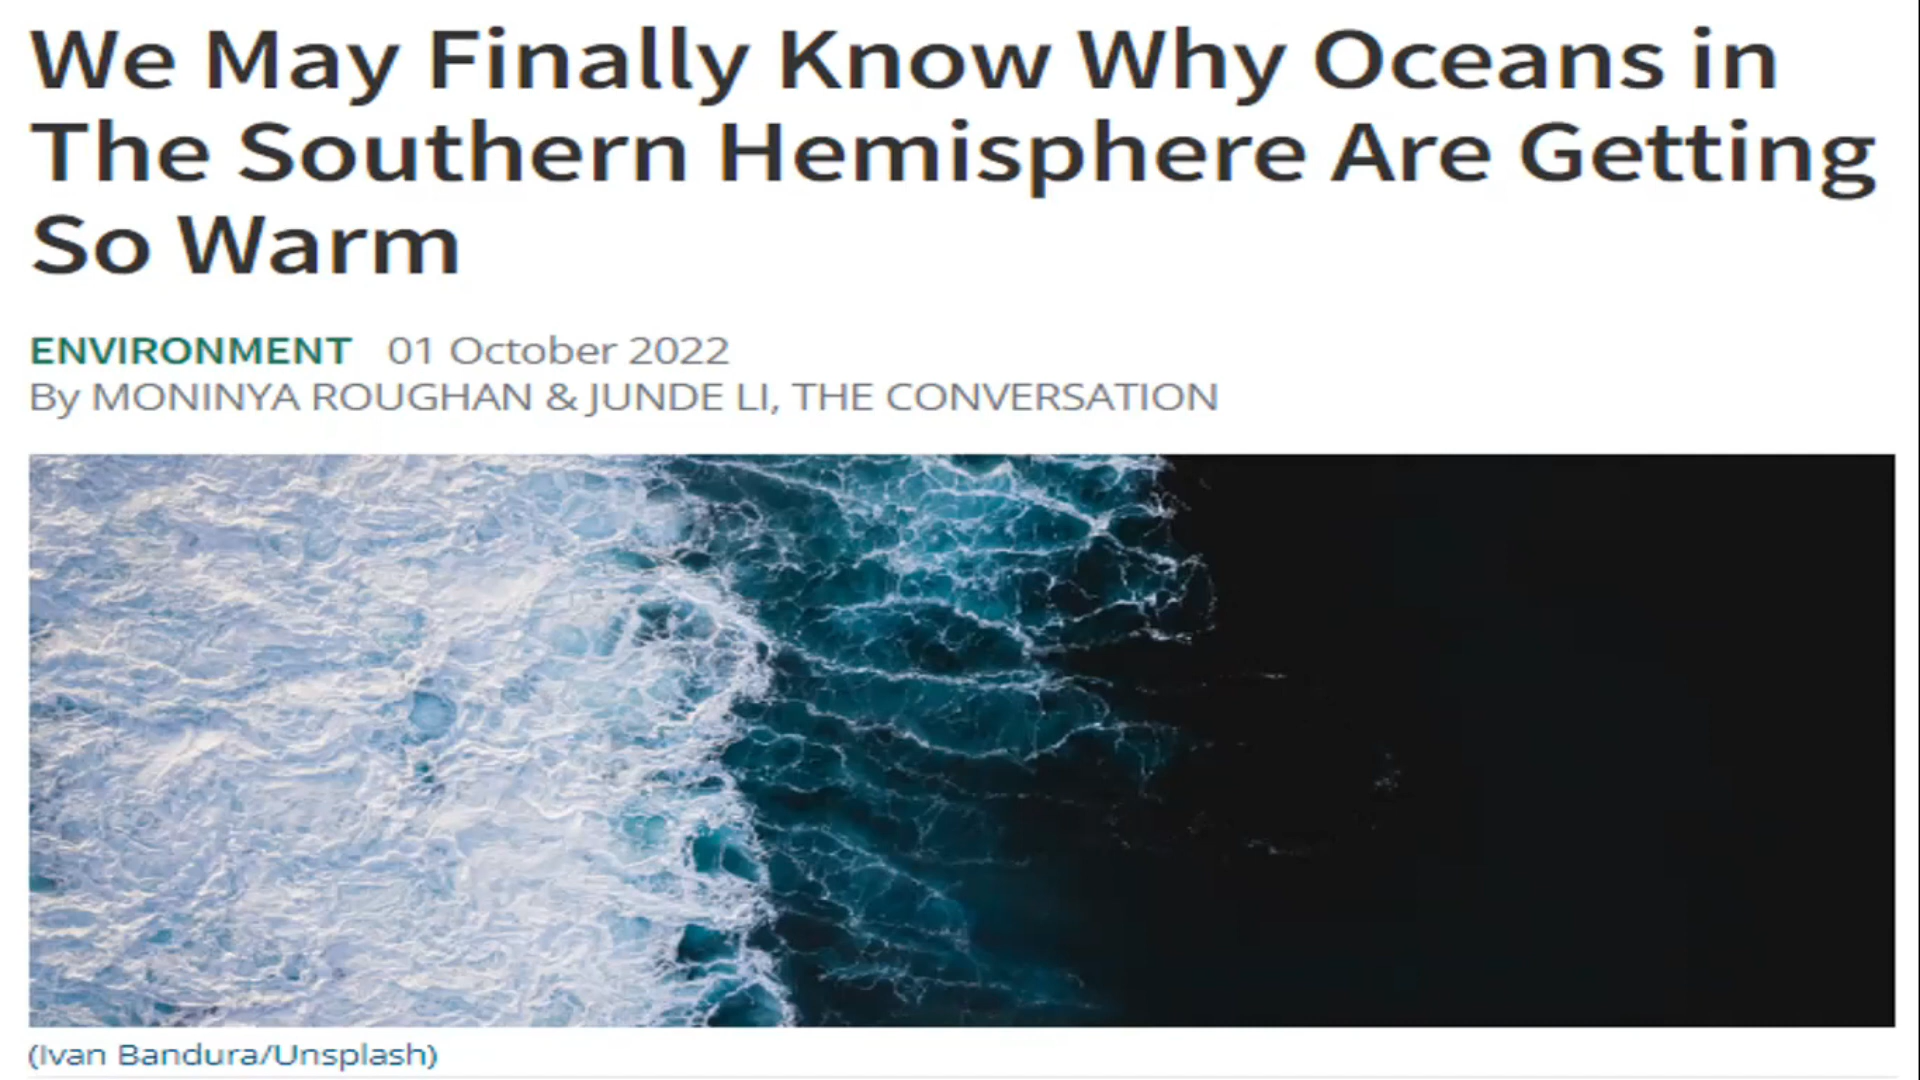 We May Finally Know Why Oceans in
The Southern Hemisphere Are Getting
So Warm
ENVIRONMENT 01 October 2022
By MONINYA ROUGHAN & JUNDE LI, THE CONVERSATION
(Ivan Bandura/Unsplash)